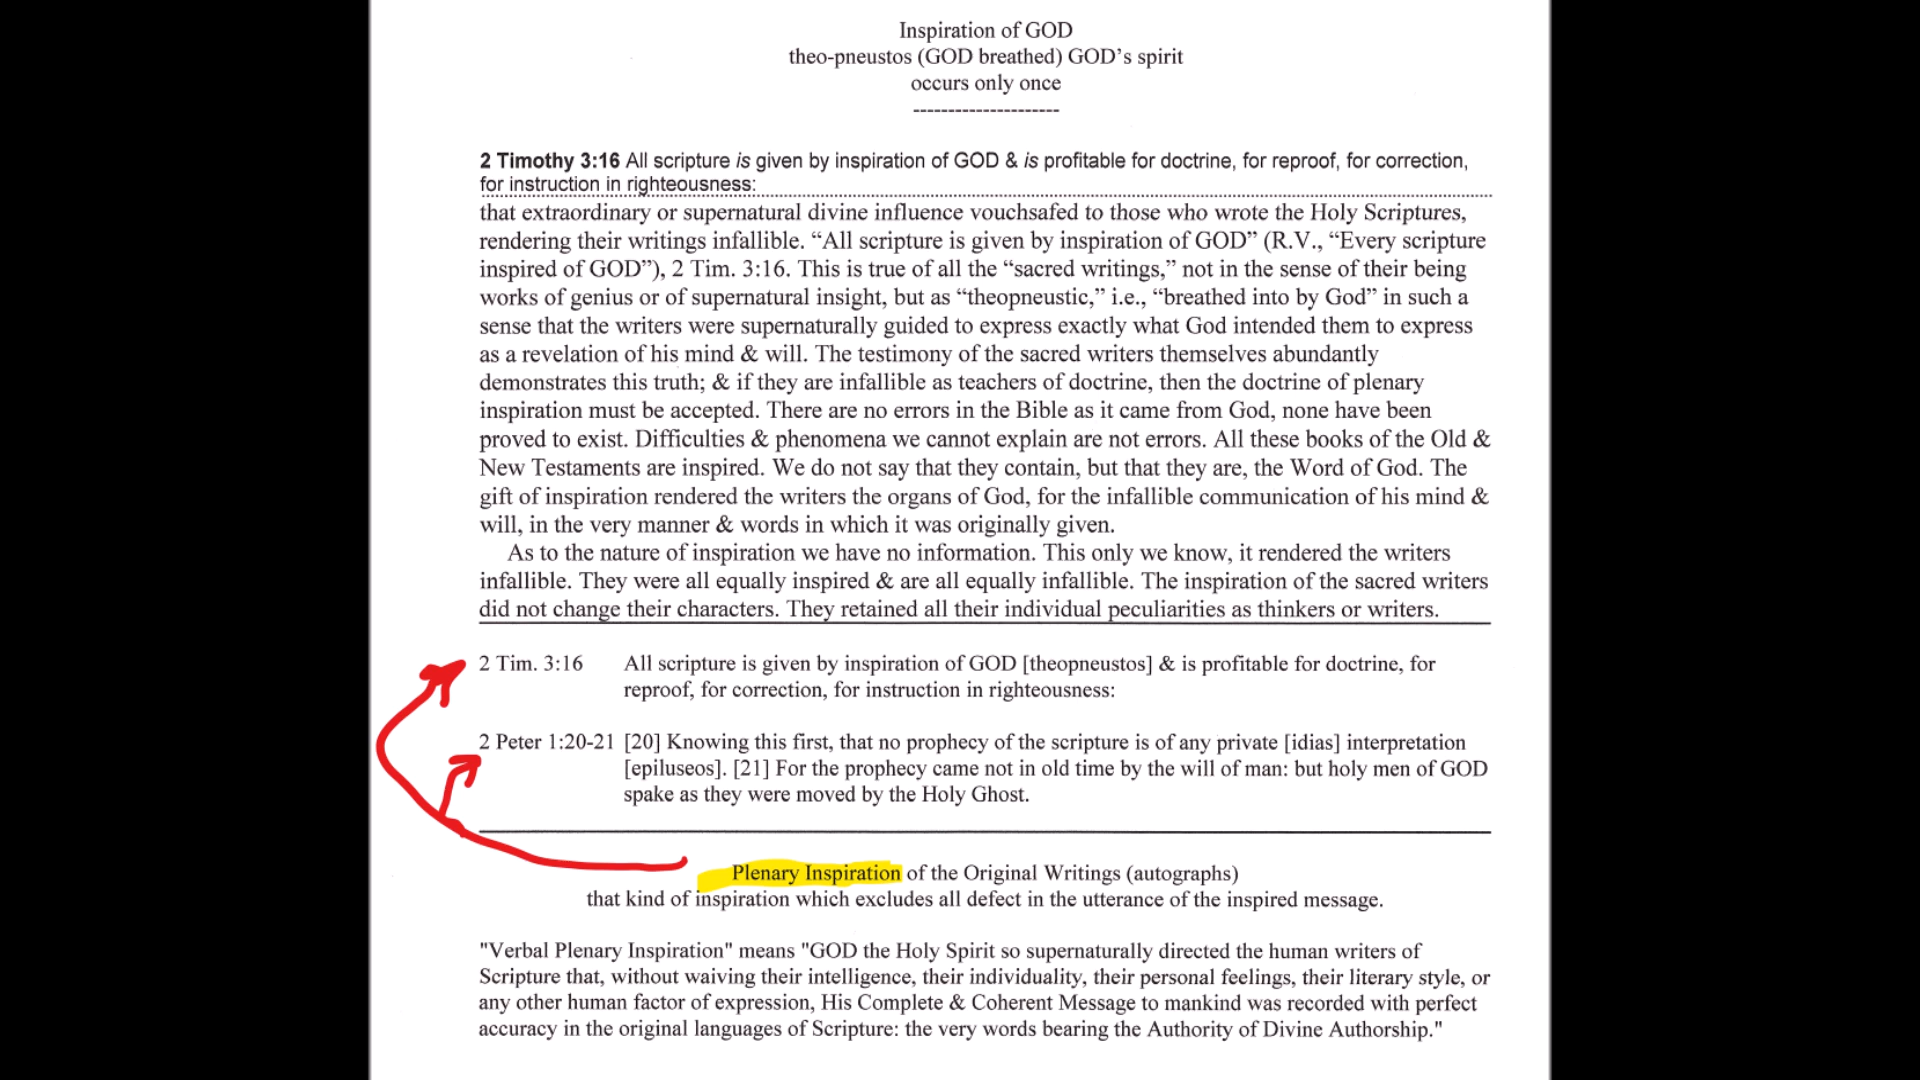 Inspiration of GOD
theo-pneustos (GOD breathed) GOD's spirit
occurs only once
---------------------
2 Timothy 3:16 All scripture is given by inspiration of GOD & is profitable for doctrine, for reproof, for correction,
for instruction in righteousness:
that extraordinary or supernatural divine influence vouchsafed to those who wrote the Holy Scriptures,
rendering their writings infallible. “All scripture is given by inspiration of GOD” (R.V., “Every scripture
inspired of GOD”), 2 Tim. 3:16. This is true of all the “sacred writings,” not in the sense of their being
works of genius or of supernatural insight, but as “theopneustic,” i.e., “breathed into by God” in such a
sense that the writers were supernaturally guided to express exactly what God intended them to express
as a revelation of his mind & will. The testimony of the sacred writers themselves abundantly
demonstrates this truth; & if they are infallible as teachers of doctrine, then the doctrine of plenary
inspiration must be accepted. There are no errors in the Bible as it came from God, none have been
proved to exist. Difficulties & phenomena we cannot explain are not errors. All these books of the Old &
New Testaments are inspired. We do not say that they contain, but that they are, the Word of God. The
gift of inspiration rendered the writers the organs of God, for the infallible communication of his mind &
will, in the very manner & words in which it was originally given.
As to the nature of inspiration we have no information. This only we know, it rendered the writers
infallible. They were all equally inspired & are all equally infallible. The inspiration of the sacred writers
did not change their characters. They retained all their individual peculiarities as thinkers or writers.
2 Tim. 3:16 All scripture is given by inspiration of GOD [theopneustos] & is profitable for doctrine, for
reproof, for correction, for instruction in righteousness:
2 Peter 1:20-21 [20] Knowing this first, that no prophecy of the scripture is of any private [idias] interpretation
[epiluseos]. [21] For the prophecy came not in old time by the will of man: but holy men of GOD
spake as they were moved by the Holy Ghost.
Plenary Inspiration of the Original Writings (autographs)
that kind of inspiration which excludes all defect in the utterance of the inspired message.
"Verbal Plenary Inspiration" means "GOD the Holy Spirit so supernaturally directed the human writers of
Scripture that, without waiving their intelligence, their individuality, their personal feelings, their literary style, or
any other human factor of expression, His Complete & Coherent Message to mankind was recorded with perfect
accuracy in the original languages of Scripture: the very words bearing the Authority of Divine Authorship."